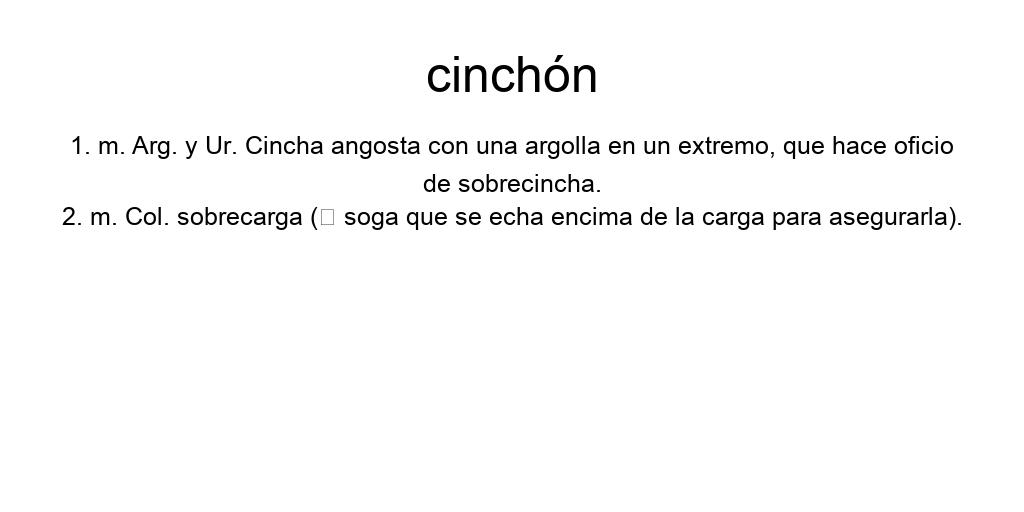 cinchón
1. m. Arg. y Ur. Cincha angosta con una argolla en un extremo, que hace oficio
de sobrecincha.
2. m. Col. sobrecarga (□ soga que se echa encima de la carga para asegurarla).